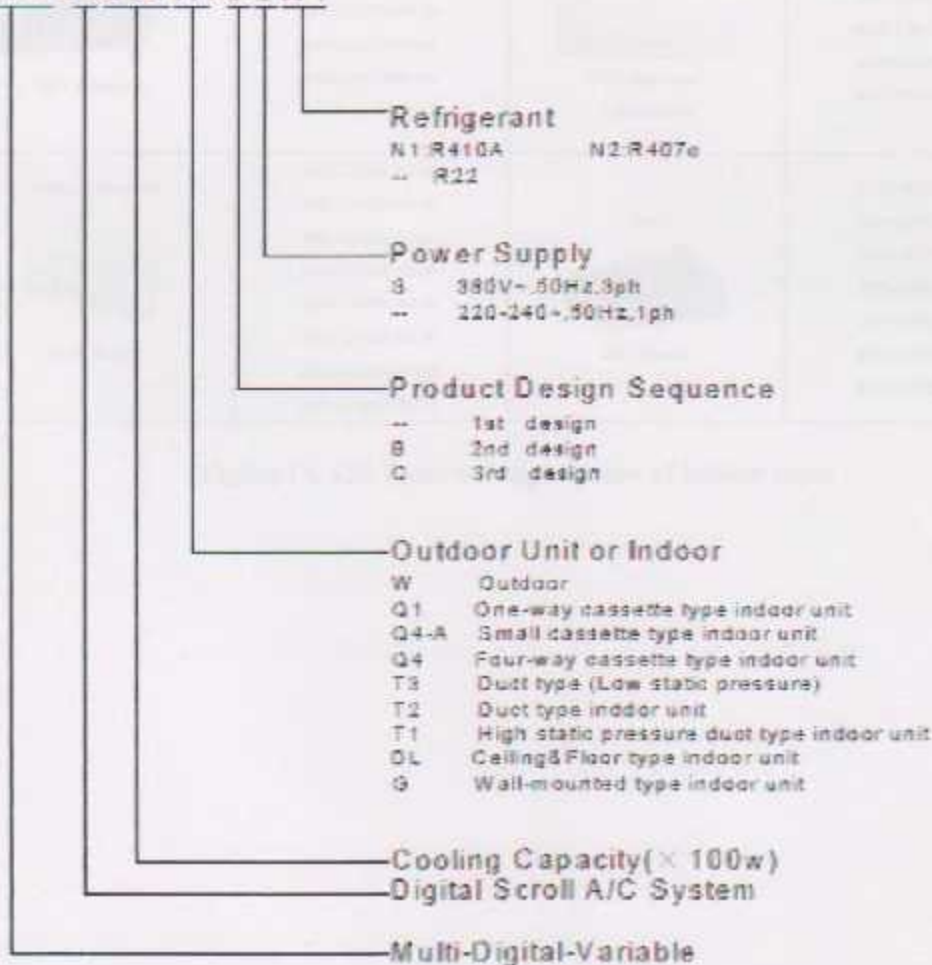 Refrigerant
N1:R410A N2:R407c
-- R22
Power Supply
S 380V~,50Hz,3ph
-- 220-240~,50Hz,1ph
Product Design Sequence
-- 1st design
B 2nd design
C 3rd design
Outdoor Unit or Indoor
W Outdoor
Q1 One-way cassette type indoor unit
Q4-A Small cassette type indoor unit
Q4 Four-way cassette type indoor unit
T3 Duct type (Low static pressure)
T2 Duct type indoor unit
T1 High static pressure duct type indoor unit
DL Ceiling&Floor type indoor unit
G Wall-mounted type indoor unit
Cooling Capacity(× 100w)
Digital Scroll A/C System
Multi-Digital-Variable